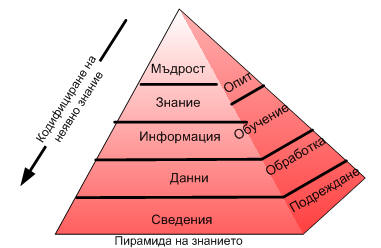 Кодифициране на
неявно знание
Мъдрост
Опит
Знание
Обучение
Информация
Обработка
Данни
Подреждане
Сведения
Пирамида на знанието